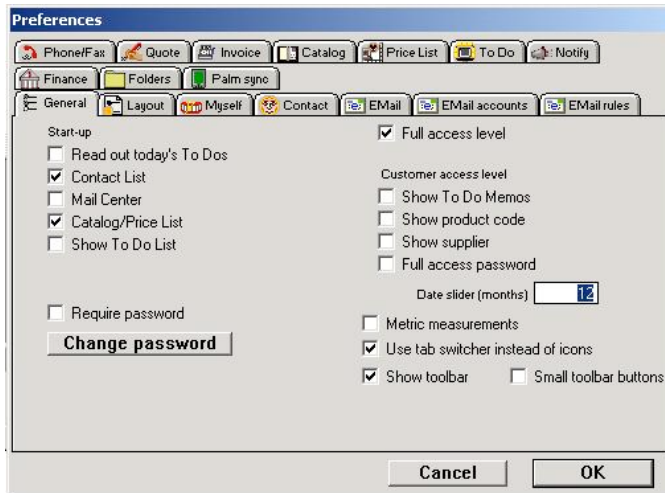 Preferences
Phone/Fax Quote Invoice Catalog Price List To Do Notify
Finance Folders Palm sync
General Layout Myself Contact EMail EMail accounts EMail rules
Start-up
Full access level
Read out today's To Dos
Contact List
Mail Center
Catalog/Price List
Show To Do List
Customer access level
Show To Do Memos
Show product code
Show supplier
Full access password
Date slider (months) 12
Require password
Change password
Metric measurements
Use tab switcher instead of icons
Show toolbar Small toolbar buttons
Cancel OK